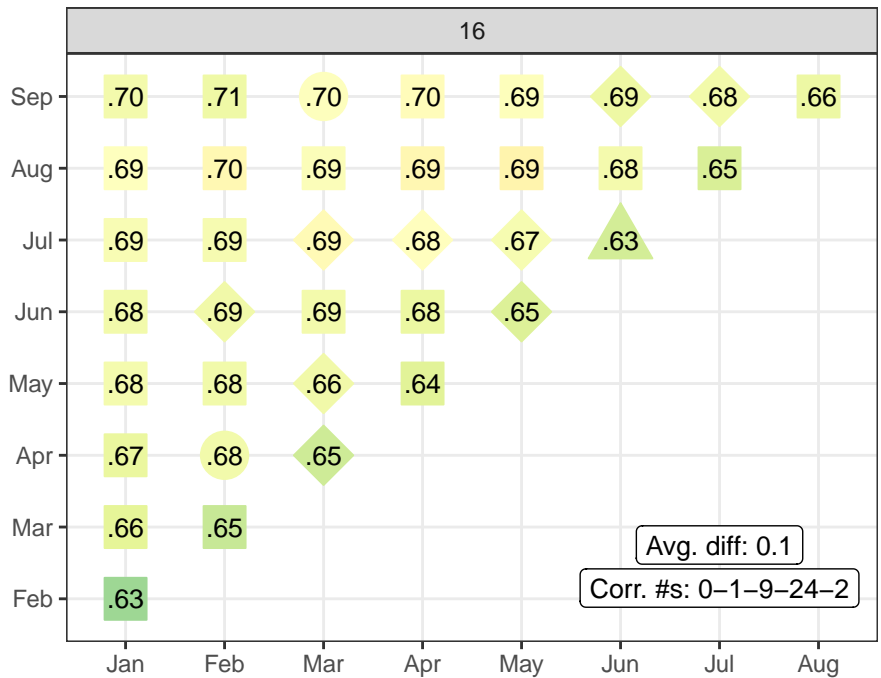 16
Sep .70 .71 .70 .70 .69 .69 .68 .66
Aug .69 .70 .69 .69 .69 .68 .65
Jul .69 .69 .69 .68 .67 .63
Jun .68 .69 .69 .68 .65
May .68 .68 .66 .64
Apr .67 .68 .65
Mar .66 .65
Avg. diff: 0.1
Corr. #s: 0−1−9−24−2
Feb .63
Jan Feb Mar Apr May Jun Jul Aug